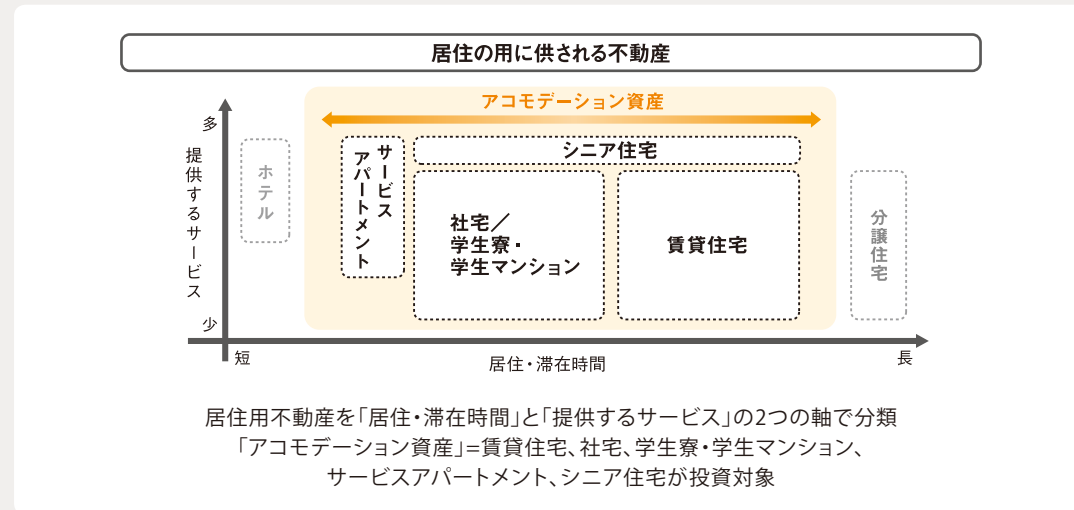 居住の用に供される不動産
アコモデーション資産
多
提供するサービス
少
ホテル
サービス
アパートメント
シニア住宅
社宅／
学生寮・
学生マンション
賃貸住宅
分譲住宅
短
居住・滞在時間
長
居住用不動産を「居住・滞在時間」と「提供するサービス」の2つの軸で分類
「アコモデーション資産」=賃貸住宅、社宅、学生寮・学生マンション、
サービスアパートメント、シニア住宅が投資対象